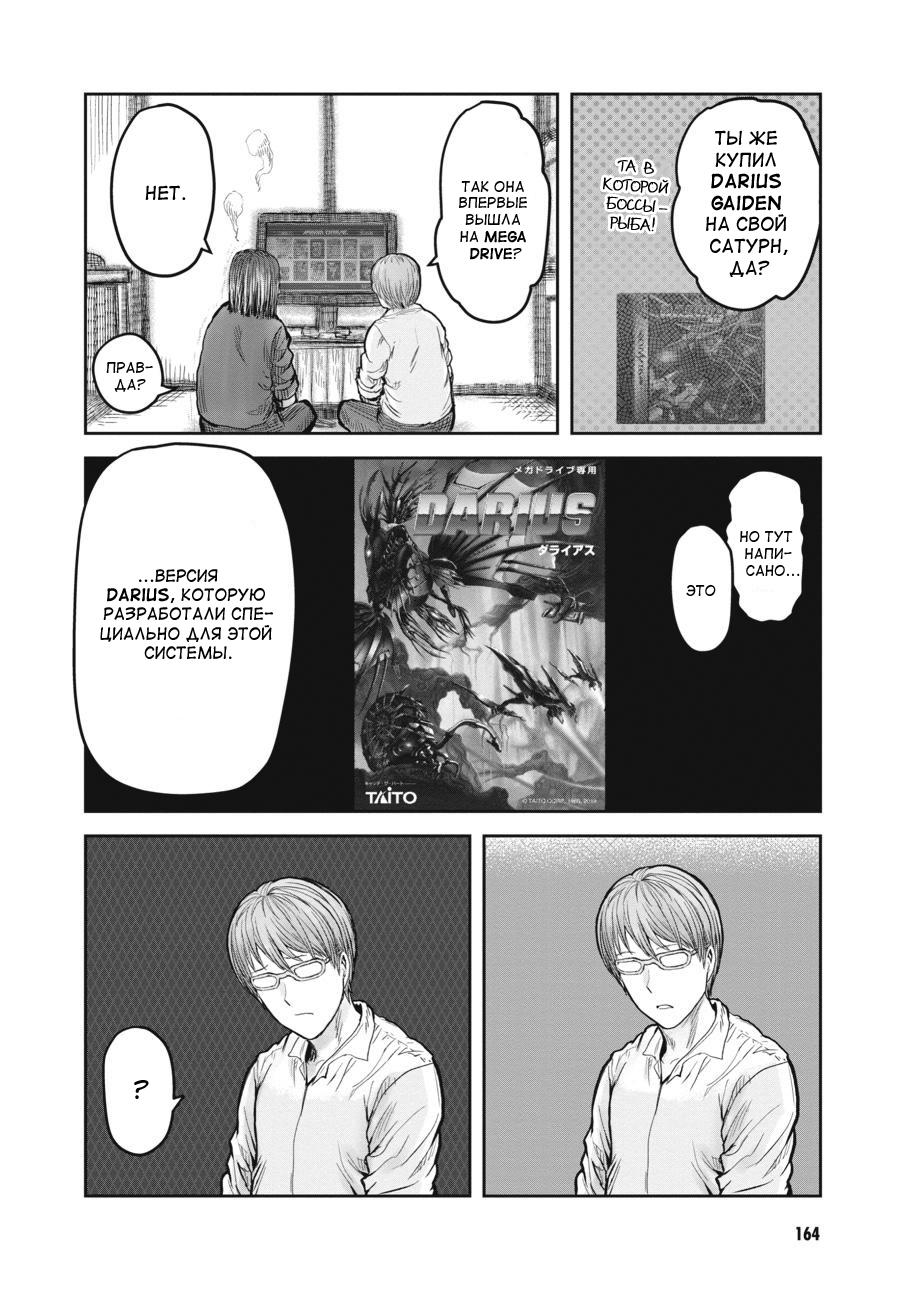 ТЫ ЖЕ
КУПИЛ
DARIUS
GAIDEN
НА СВОЙ
САТУРН,
ДА?
ТА В
КОТОРОЙ
БОССЫ –
РЫБА!
ТАК ОНА
ВПЕРВЫЕ
ВЫШЛА
НА MEGA
DRIVE?
НЕТ.
ПРАВ-
ДА?
НО ТУТ
НАПИ-
САНО...
ЭТО
メガドライブ専用
DARIUS
ダライアス
TAITO
...ВЕРСИЯ
DARIUS, КОТОРУЮ
РАЗРАБОТАЛИ СПЕ-
ЦИАЛЬНО ДЛЯ ЭТОЙ
СИСТЕМЫ.
?
164